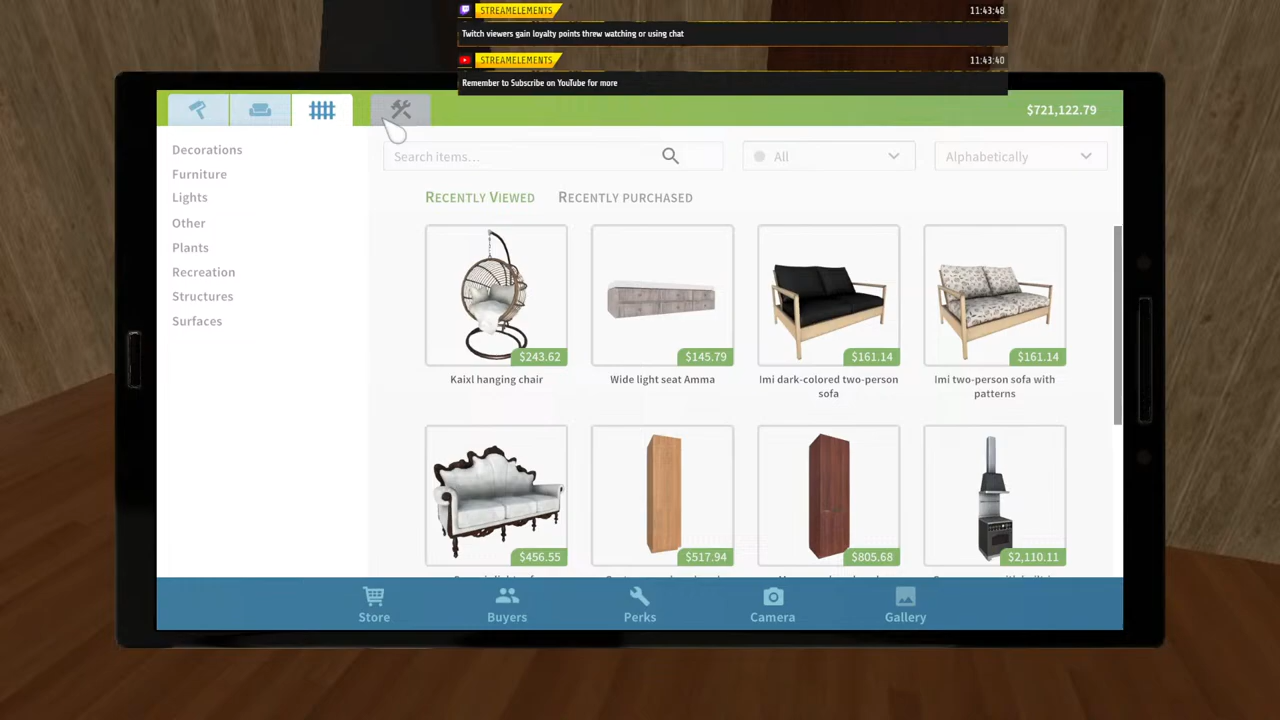 STREAMELEMENTS
11:43:48
Twitch viewers gain loyalty points threw watching or using chat
STREAMELEMENTS
11:43:40
Remember to Subscribe on YouTube for more
$721,122.79
Decorations
Furniture
Lights
Other
Plants
Recreation
Structures
Surfaces
Search items...
All
Alphabetically
RECENTLY VIEWED
RECENTLY PURCHASED
$243.62
$145.79
$161.14
$161.14
Kaixl hanging chair
Wide light seat Amma
Imi dark-colored two-person
sofa
Imi two-person sofa with
patterns
$456.55
$517.94
$805.68
$2,110.11
Store
Buyers
Perks
Camera
Gallery